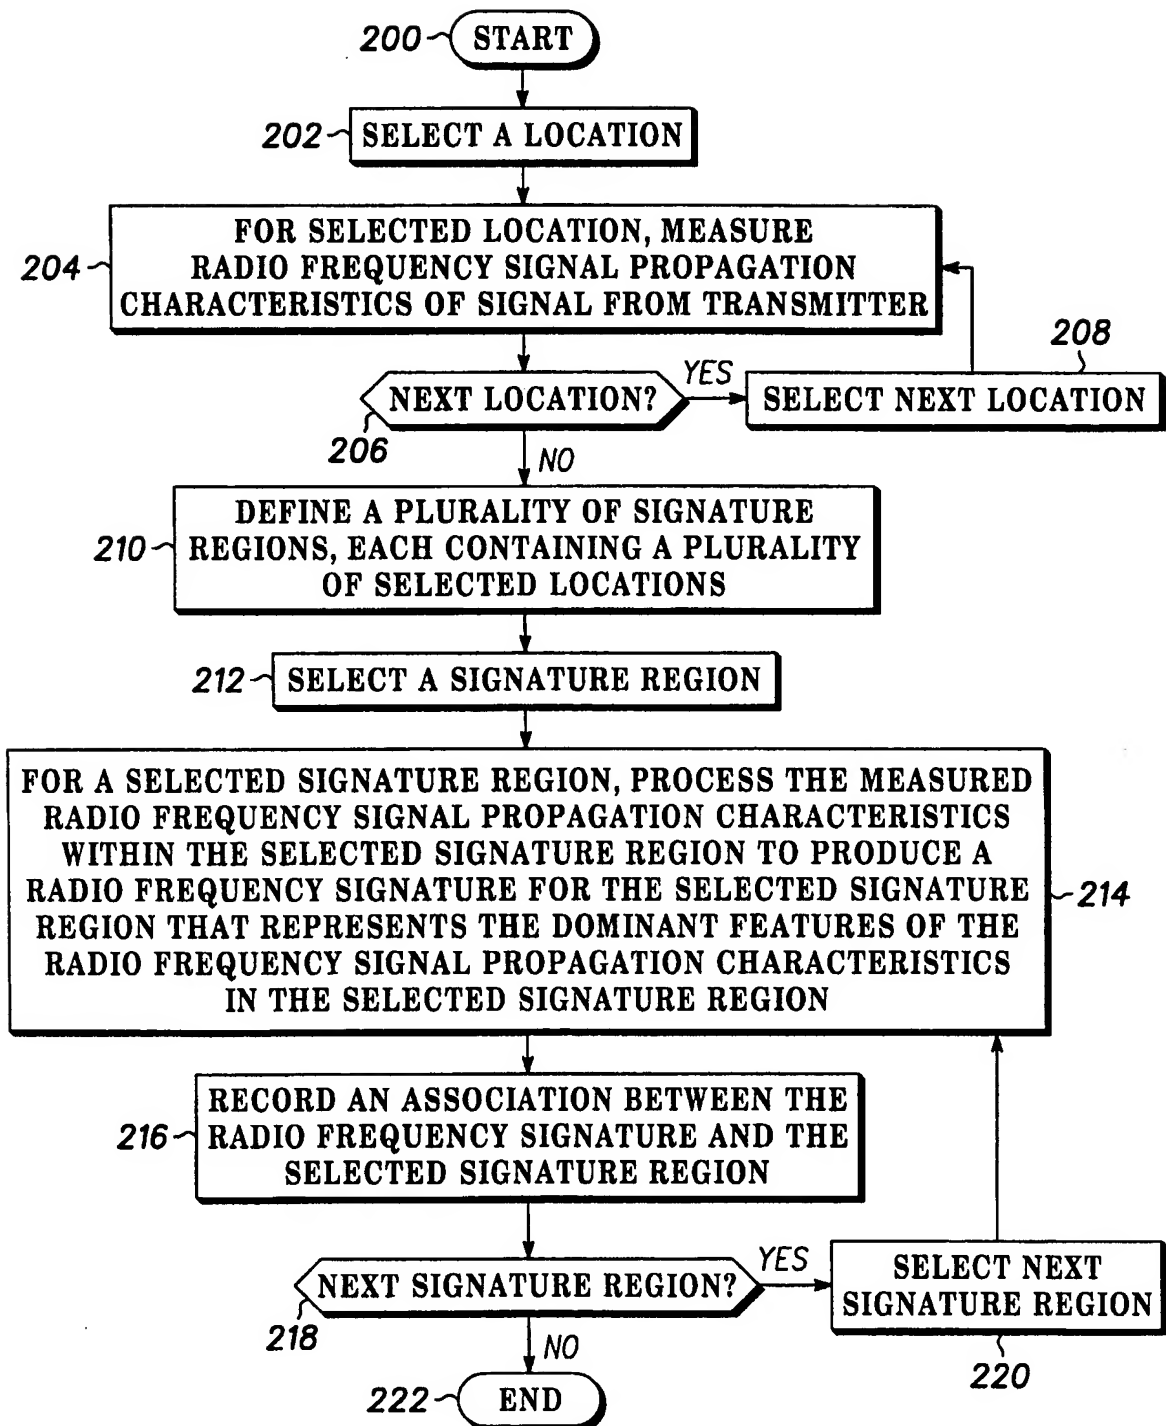 200
START
202
SELECT A LOCATION
FOR SELECTED LOCATION, MEASURE
204
RADIO FREQUENCY SIGNAL PROPAGATION
CHARACTERISTICS OF SIGNAL FROM TRANSMITTER
208
NEXT LOCATION?
YES
SELECT NEXT LOCATION
206
NO
DEFINE A PLURALITY OF SIGNATURE
210
REGIONS, EACH CONTAINING A PLURALITY
OF SELECTED LOCATIONS
212
SELECT A SIGNATURE REGION
FOR A SELECTED SIGNATURE REGION, PROCESS THE MEASURED
RADIO FREQUENCY SIGNAL PROPAGATION CHARACTERISTICS
WITHIN THE SELECTED SIGNATURE REGION TO PRODUCE A
RADIO FREQUENCY SIGNATURE FOR THE SELECTED SIGNATURE
214
REGION THAT REPRESENTS THE DOMINANT FEATURES OF THE
RADIO FREQUENCY SIGNAL PROPAGATION CHARACTERISTICS
IN THE SELECTED SIGNATURE REGION
RECORD AN ASSOCIATION BETWEEN THE
216
RADIO FREQUENCY SIGNATURE AND THE
SELECTED SIGNATURE REGION
NEXT SIGNATURE REGION?
YES
SELECT NEXT
SIGNATURE REGION
218
NO
220
222
END